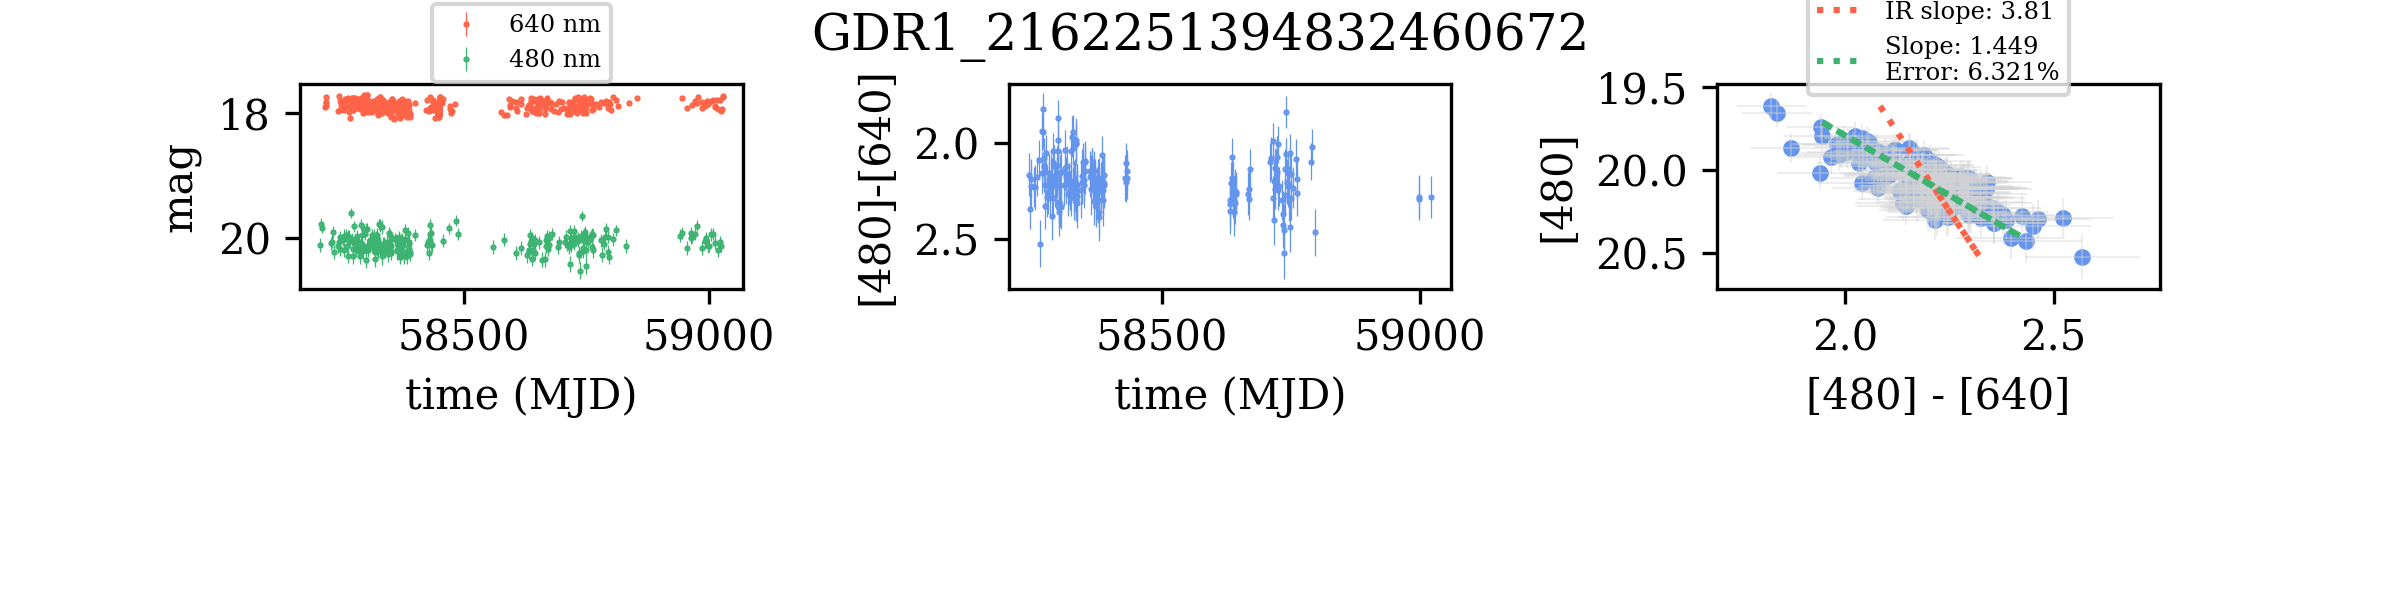 GDR1_2162251394832460672
640 nm
480 nm
18
20
mag
58500
59000
time (MJD)
2.0
2.5
[480]-[640]
58500
59000
time (MJD)
IR slope: 3.81
Slope: 1.449
Error: 6.321%
19.5
20.0
20.5
[480]
2.0
2.5
[480] - [640]